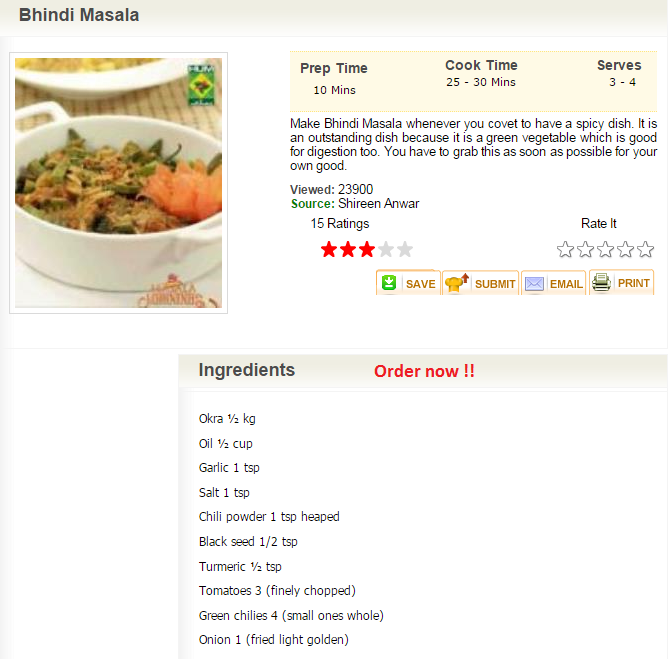 Bhindi Masala
HUM
Prep Time
10 Mins
Cook Time
25 - 30 Mins
Serves
3 - 4
Make Bhindi Masala whenever you covet to have a spicy dish. It is
an outstanding dish because it is a green vegetable which is good
for digestion too. You have to grab this as soon as possible for your
own good.
Viewed: 23900
Source: Shireen Anwar
15 Ratings
Rate It
SAVE
SUBMIT
EMAIL
PRINT
MASALA
MORNINGS
Ingredients
Order now !!
Okra ½ kg
Oil ½ cup
Garlic 1 tsp
Salt 1 tsp
Chili powder 1 tsp heaped
Black seed 1/2 tsp
Turmeric ½ tsp
Tomatoes 3 (finely chopped)
Green chilies 4 (small ones whole)
Onion 1 (fried light golden)